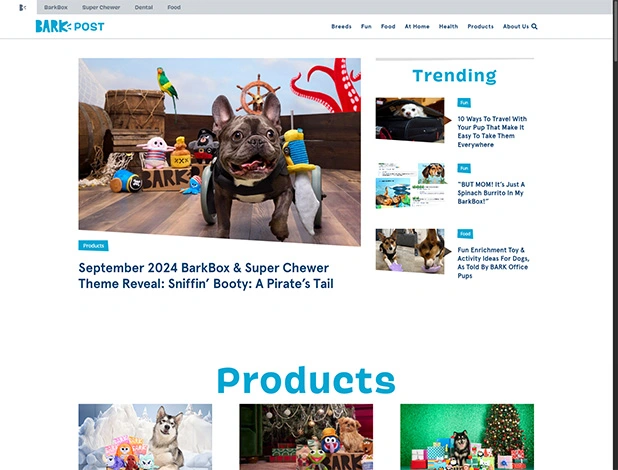 BarkBox Super Chewer Dental Food
BARK POST
Breeds Fun Food At Home Health Products About Us
Trending
Fun
10 Ways To Travel With
Your Pup That Make It
Easy To Take Them
Everywhere
Fun
"BUT MOM! It's Just A
Spinach Burrito In My
BarkBox!"
Food
Fun Enrichment Toy &
Activity Ideas For Dogs,
As Told By BARK Office
Pups
BARK
Products
September 2024 BarkBox & Super Chewer
Theme Reveal: Sniffin' Booty: A Pirate's Tail
Products
BARK